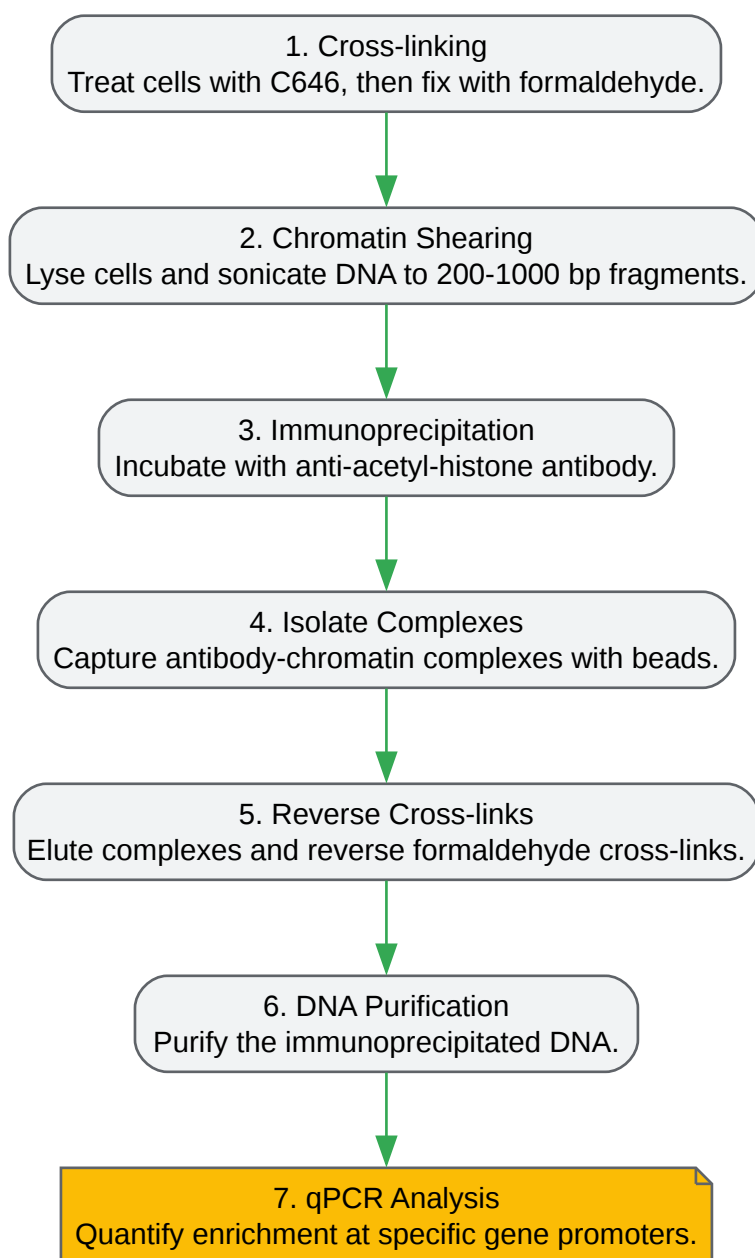 1. Cross-linking
Treat cells with C646, then fix with formaldehyde.
2. Chromatin Shearing
Lyse cells and sonicate DNA to 200-1000 bp fragments.
3. Immunoprecipitation
Incubate with anti-acetyl-histone antibody.
4. Isolate Complexes
Capture antibody-chromatin complexes with beads.
5. Reverse Cross-links
Elute complexes and reverse formaldehyde cross-links.
6. DNA Purification
Purify the immunoprecipitated DNA.
7. qPCR Analysis
Quantify enrichment at specific gene promoters.